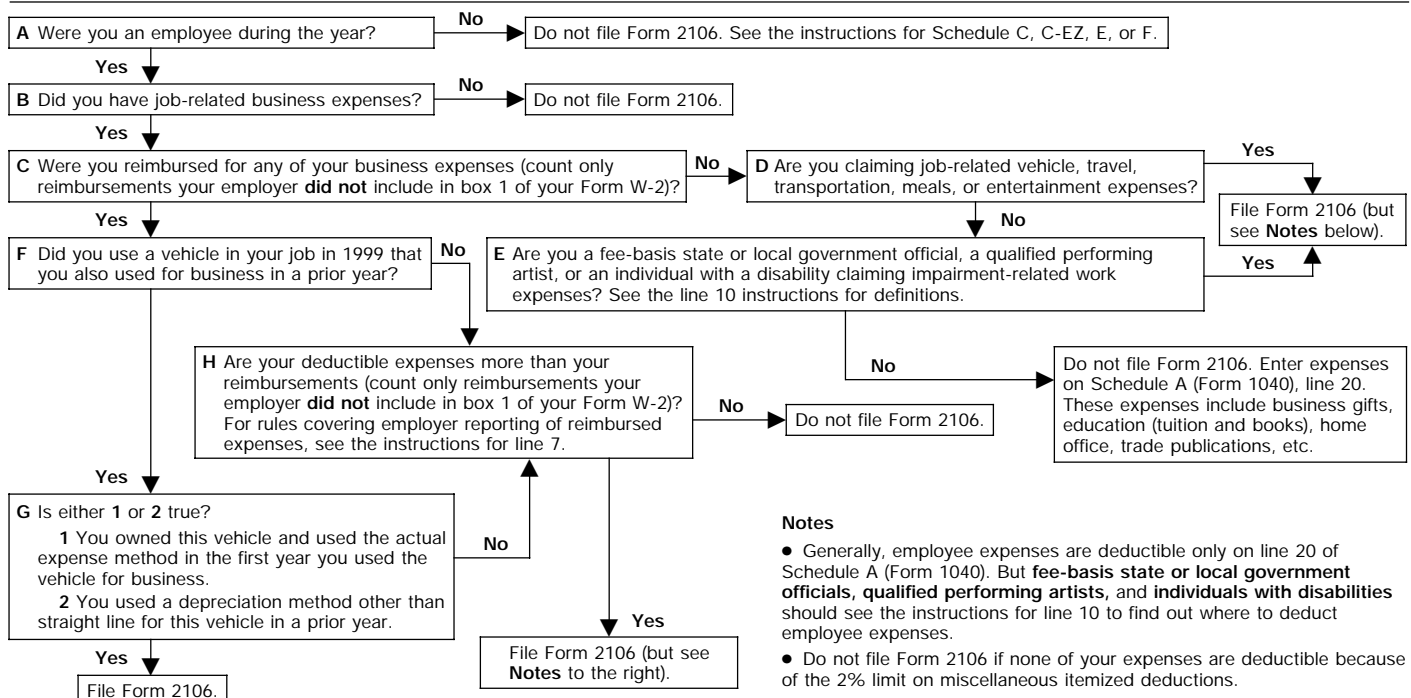 A Were you an employee during the year?
No
Do not file Form 2106. See the instructions for Schedule C, C-EZ, E, or F.
Yes
B Did you have job-related business expenses?
No
Do not file Form 2106.
Yes
C Were you reimbursed for any of your business expenses (count only
reimbursements your employer did not include in box 1 of your Form W-2)?
No
D Are you claiming job-related vehicle, travel,
transportation, meals, or entertainment expenses?
Yes
File Form 2106 (but
see Notes below).
Yes
No
F Did you use a vehicle in your job in 1999 that
you also used for business in a prior year?
No
E Are you a fee-basis state or local government official, a qualified performing
artist, or an individual with a disability claiming impairment-related work
expenses? See the line 10 instructions for definitions.
Yes
H Are your deductible expenses more than your
reimbursements (count only reimbursements your
employer did not include in box 1 of your Form W-2)?
For rules covering employer reporting of reimbursed
expenses, see the instructions for line 7.
No
Do not file Form 2106.
No
Do not file Form 2106. Enter expenses
on Schedule A (Form 1040), line 20.
These expenses include business gifts,
education (tuition and books), home
office, trade publications, etc.
Yes
G Is either 1 or 2 true?
1 You owned this vehicle and used the actual
expense method in the first year you used the
vehicle for business.
2 You used a depreciation method other than
straight line for this vehicle in a prior year.
No
Yes
File Form 2106.
Yes
File Form 2106 (but see
Notes to the right).
Notes
● Generally, employee expenses are deductible only on line 20 of
Schedule A (Form 1040). But fee-basis state or local government
officials, qualified performing artists, and individuals with disabilities
should see the instructions for line 10 to find out where to deduct
employee expenses.
● Do not file Form 2106 if none of your expenses are deductible because
of the 2% limit on miscellaneous itemized deductions.